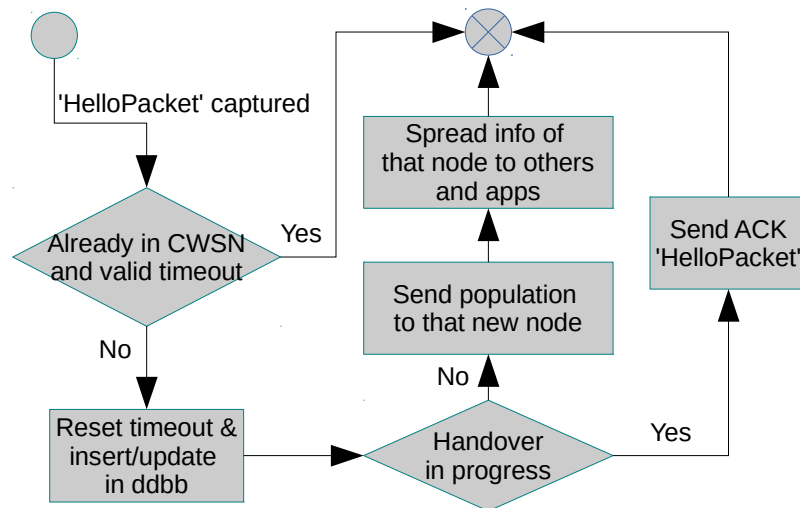 'HelloPacket' captured
Already in CWSN
and valid timeout
Yes
No
Reset timeout &
insert/update
in ddbb
Handover
in progress
No
Send population
to that new node
Spread info of
that node to others
and apps
Yes
Send ACK
'HelloPacket'